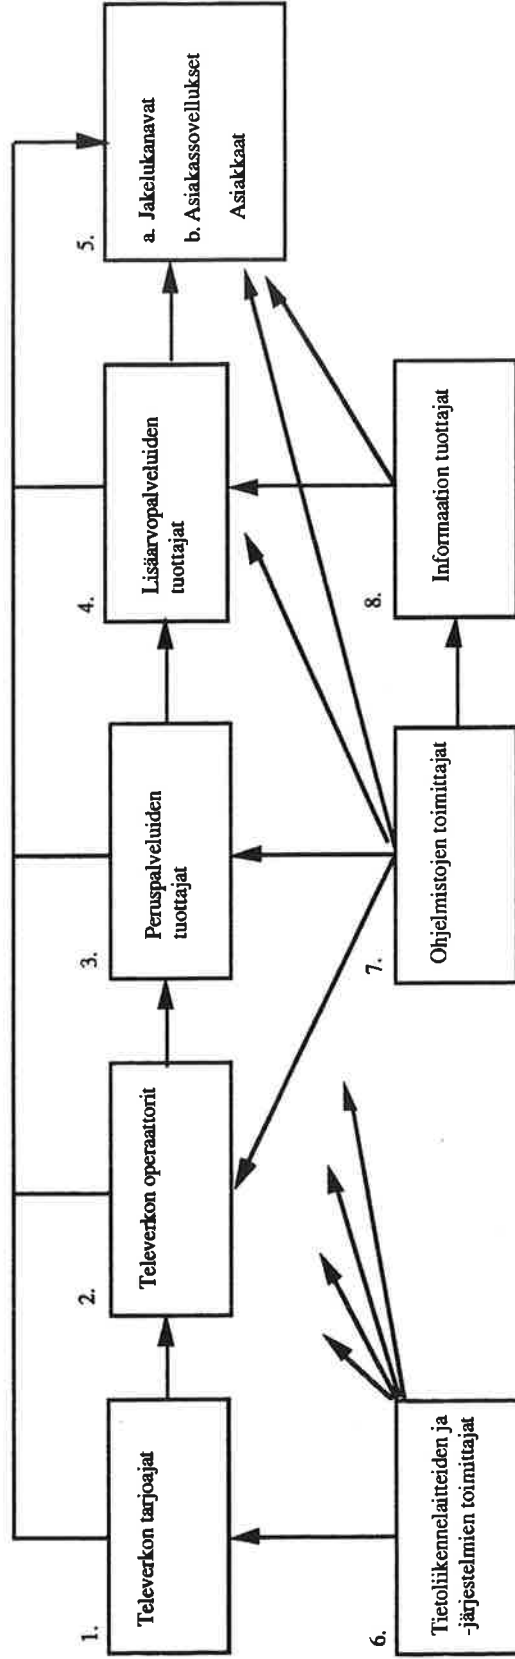 1.
Televerkon tarjoajat
2.
Televerkon operaattorit
3.
Peruspalveluiden
tuottajat
4.
Lisäarvopalveluiden
tuottajat
5.
a. Jakelukanavat
b. Asiakassovellukset
Asiakkaat
6.
Tietoliikennelaitteiden ja
-järjestelmien toimittajat
7.
Ohjelmistojen toimittajat
8.
Informaation tuottajat